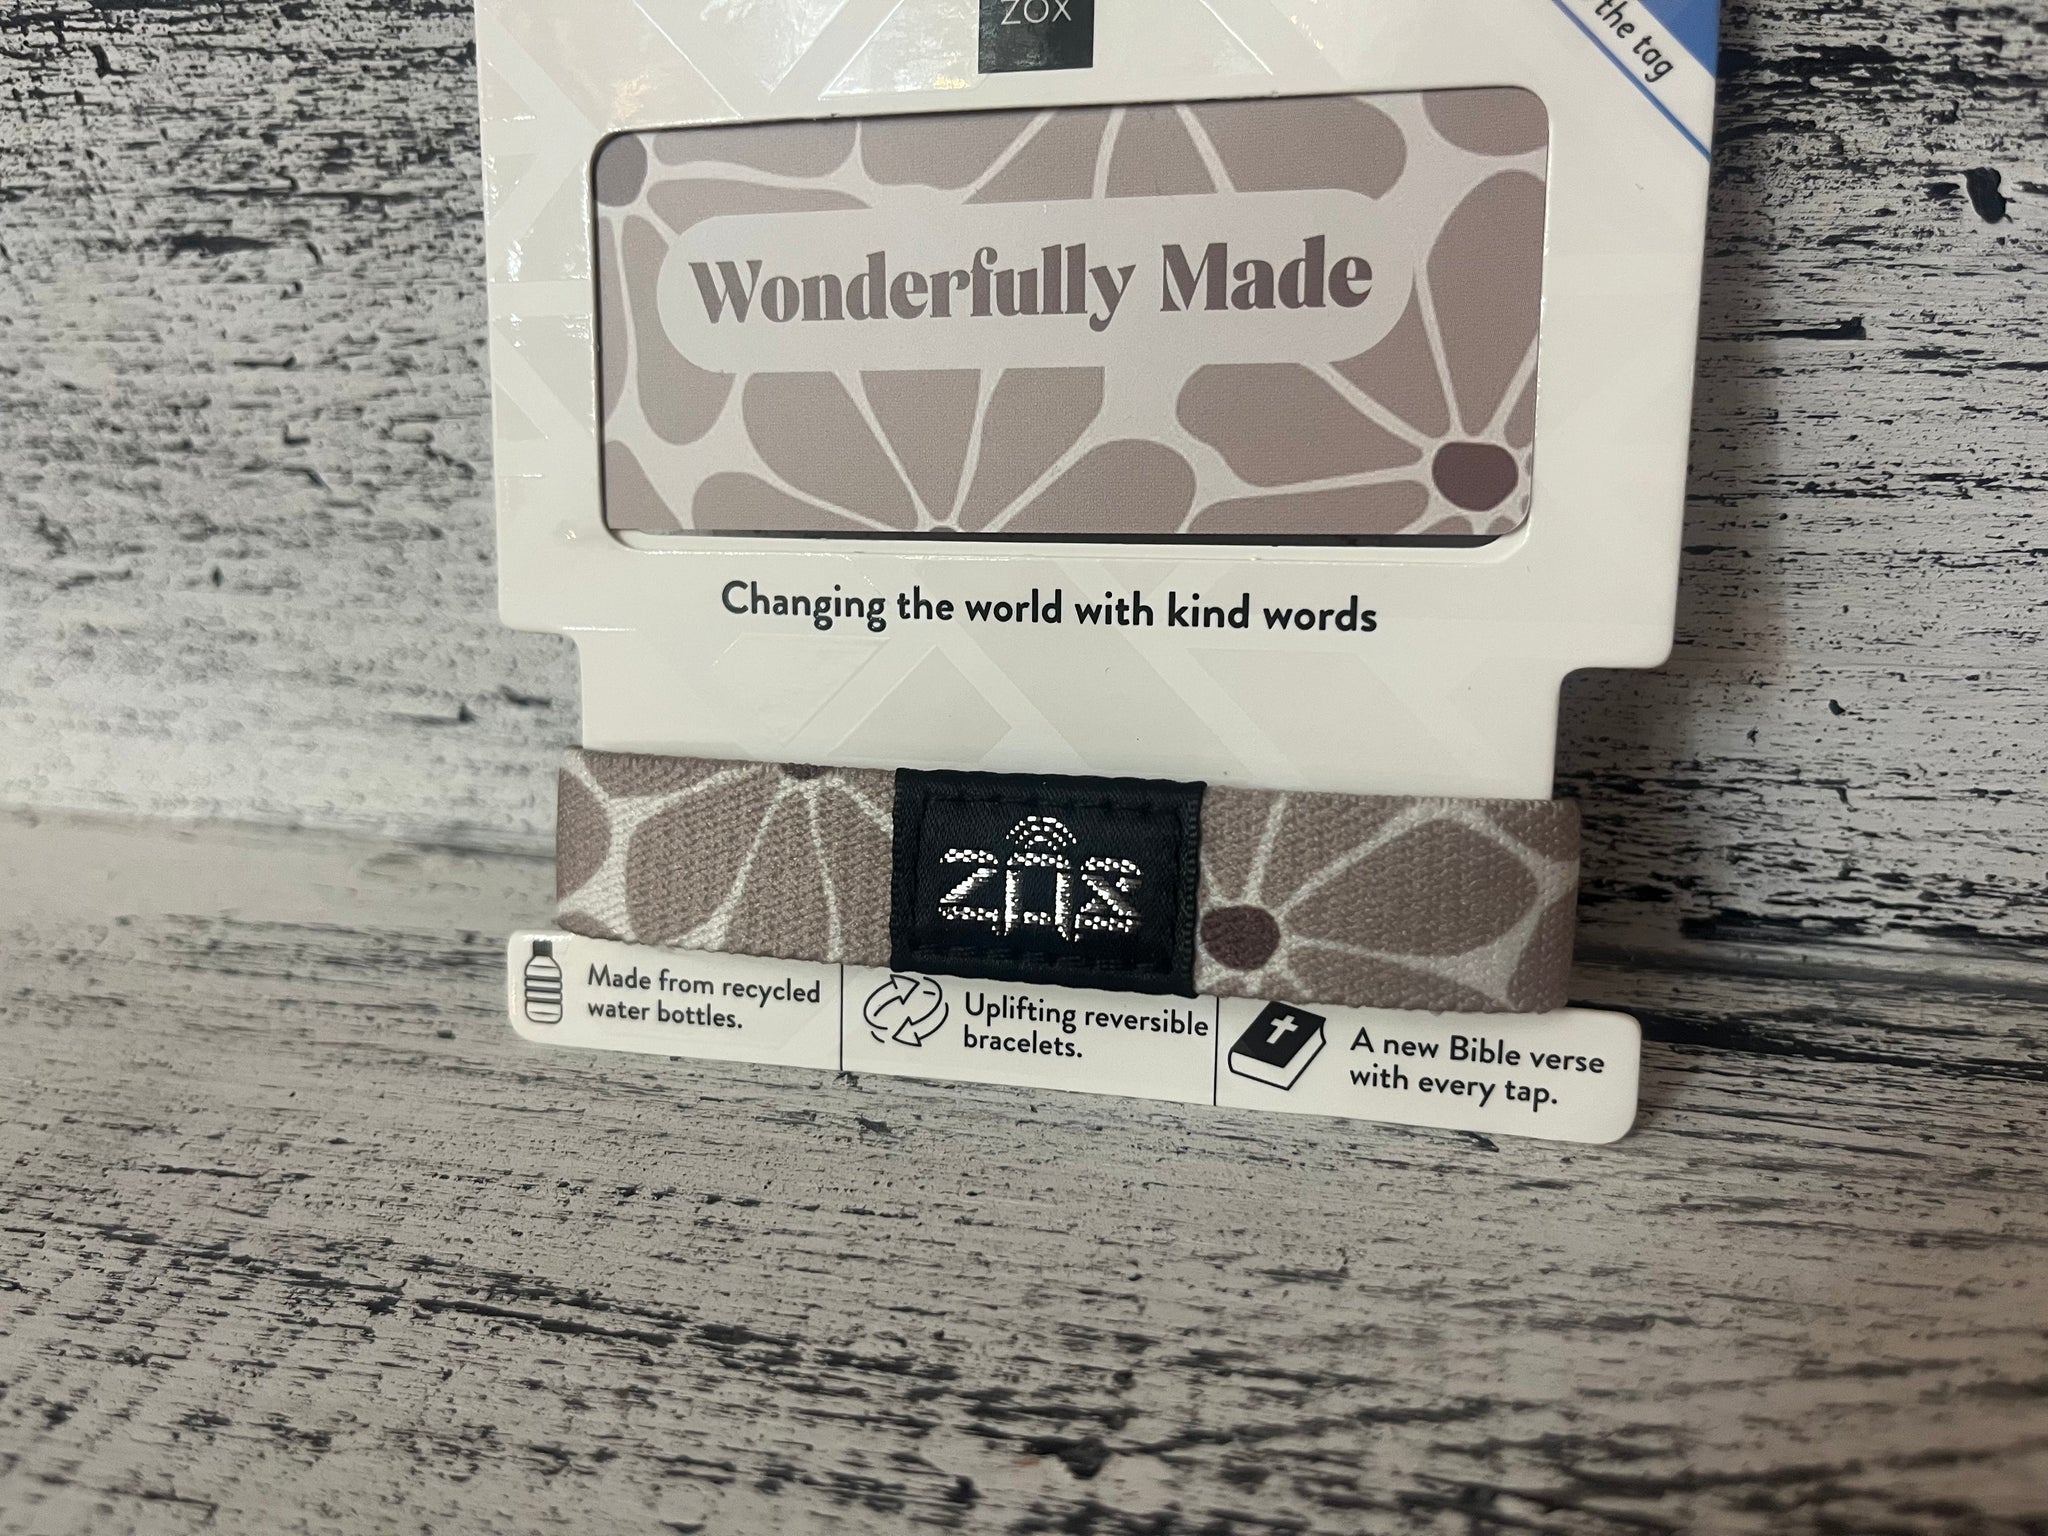 ZOX
the tag
Wonderfully Made
Changing the world with kind words
ZOX
Made from recycled
water bottles.
Uplifting reversible
bracelets.
A new Bible verse
with every tap.